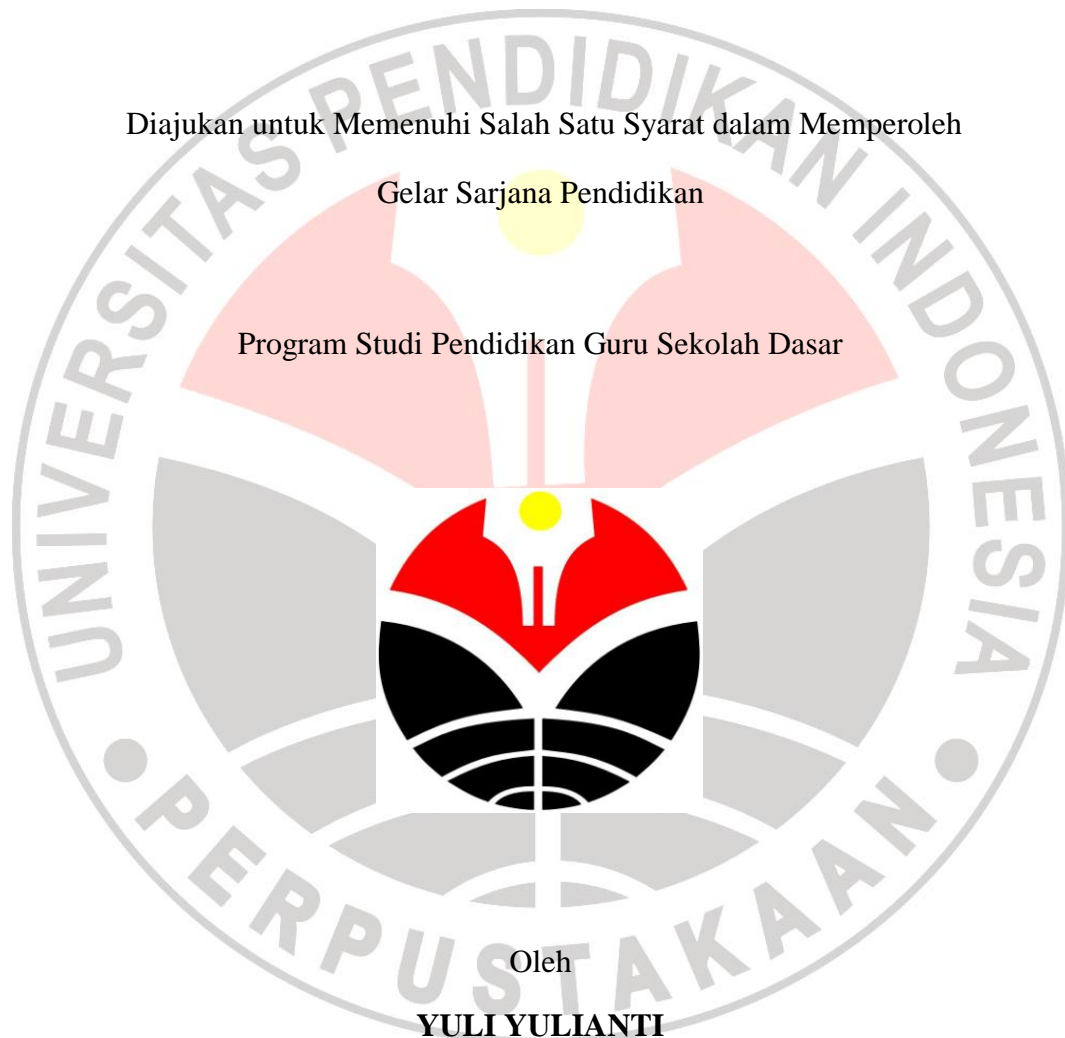 Diajukan untuk Memenuhi Salah Satu Syarat dalam Memperoleh
Gelar Sarjana Pendidikan
Program Studi Pendidikan Guru Sekolah Dasar
UNIVERSITAS PENDIDIKAN INDONESIA
PERPUSTAKAAN
Oleh
YULI YULIANTI